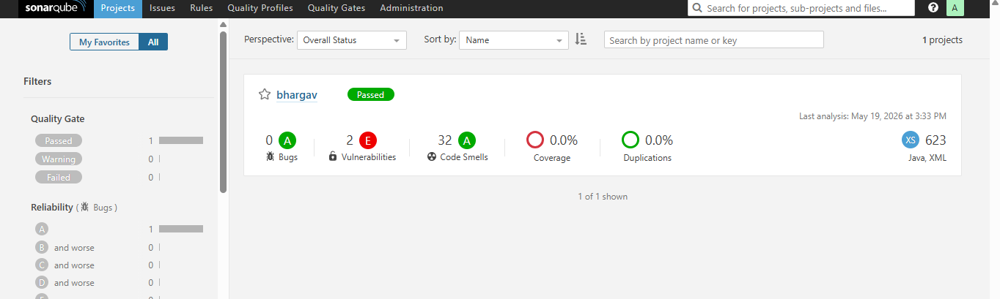 sonarqube Projects Issues Rules Quality Profiles Quality Gates Administration Search for projects, sub-projects and files... ? A
My Favorites All
Perspective: Overall Status Sort by: Name Search by project name or key 1 projects
Filters
Quality Gate
Passed 1
Warning 0
Failed 0
Reliability ( Bugs )
A 1
B and worse 0
C and worse 0
D and worse 0
bhargav Passed
Last analysis: May 19, 2026 at 3:33 PM
0 A 2 E 32 A 0.0% 0.0% XS 623
Bugs Vulnerabilities Code Smells Coverage Duplications Java, XML
1 of 1 shown